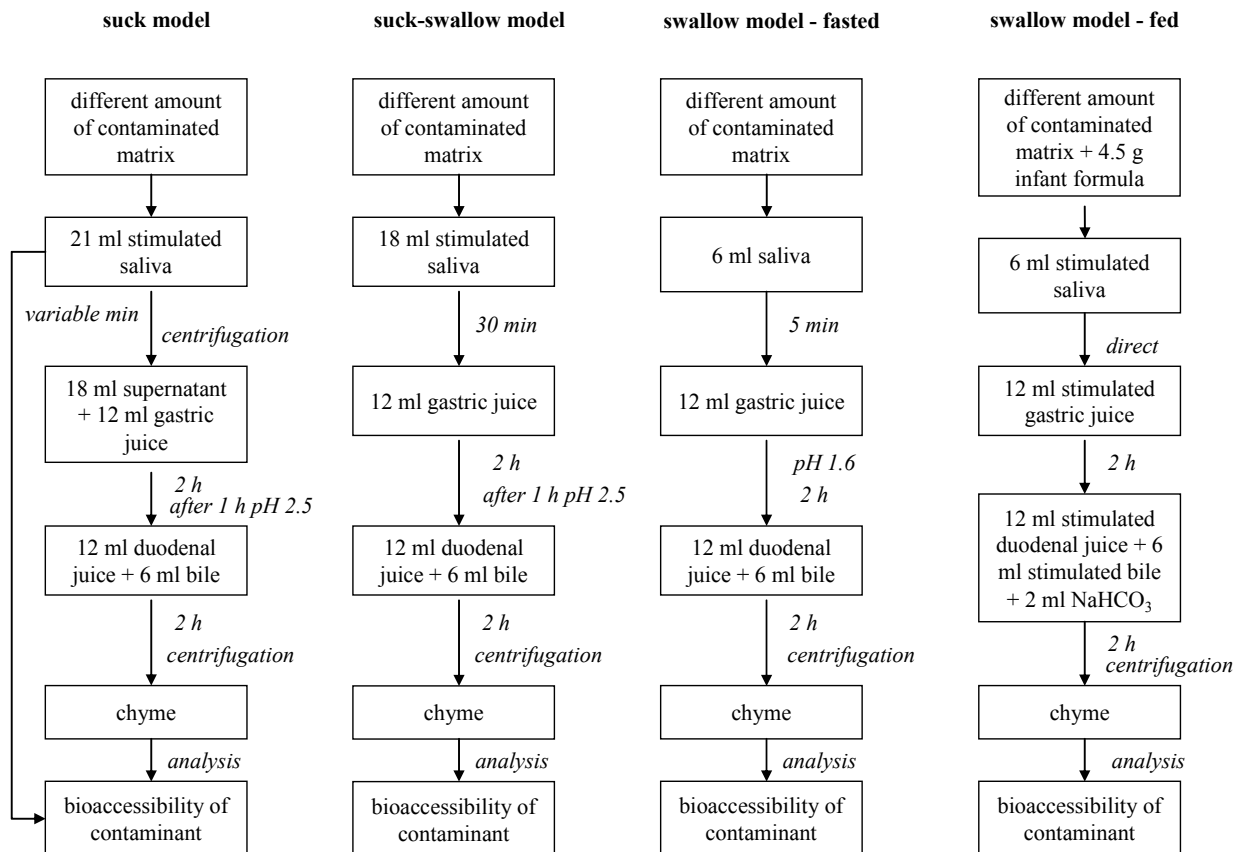 suck model
different amount
of contaminated
matrix
21 ml stimulated
saliva
variable min
centrifugation
18 ml supernatant
+ 12 ml gastric
juice
2 h
after 1 h pH 2.5
12 ml duodenal
juice + 6 ml bile
2 h
centrifugation
chyme
analysis
bioaccessibility of
contaminant
suck-swallow model
different amount
of contaminated
matrix
18 ml stimulated
saliva
30 min
12 ml gastric juice
2 h
after 1 h pH 2.5
12 ml duodenal
juice + 6 ml bile
2 h
centrifugation
chyme
analysis
bioaccessibility of
contaminant
swallow model - fasted
different amount
of contaminated
matrix
6 ml saliva
5 min
12 ml gastric juice
pH 1.6
2 h
12 ml duodenal
juice + 6 ml bile
2 h
centrifugation
chyme
analysis
bioaccessibility of
contaminant
swallow model - fed
different amount
of contaminated
matrix + 4.5 g
infant formula
6 ml stimulated
saliva
direct
12 ml stimulated
gastric juice
2 h
12 ml stimulated
duodenal juice + 6
ml stimulated bile
+ 2 ml NaHCO₃
2 h
centrifugation
chyme
analysis
bioaccessibility of
contaminant